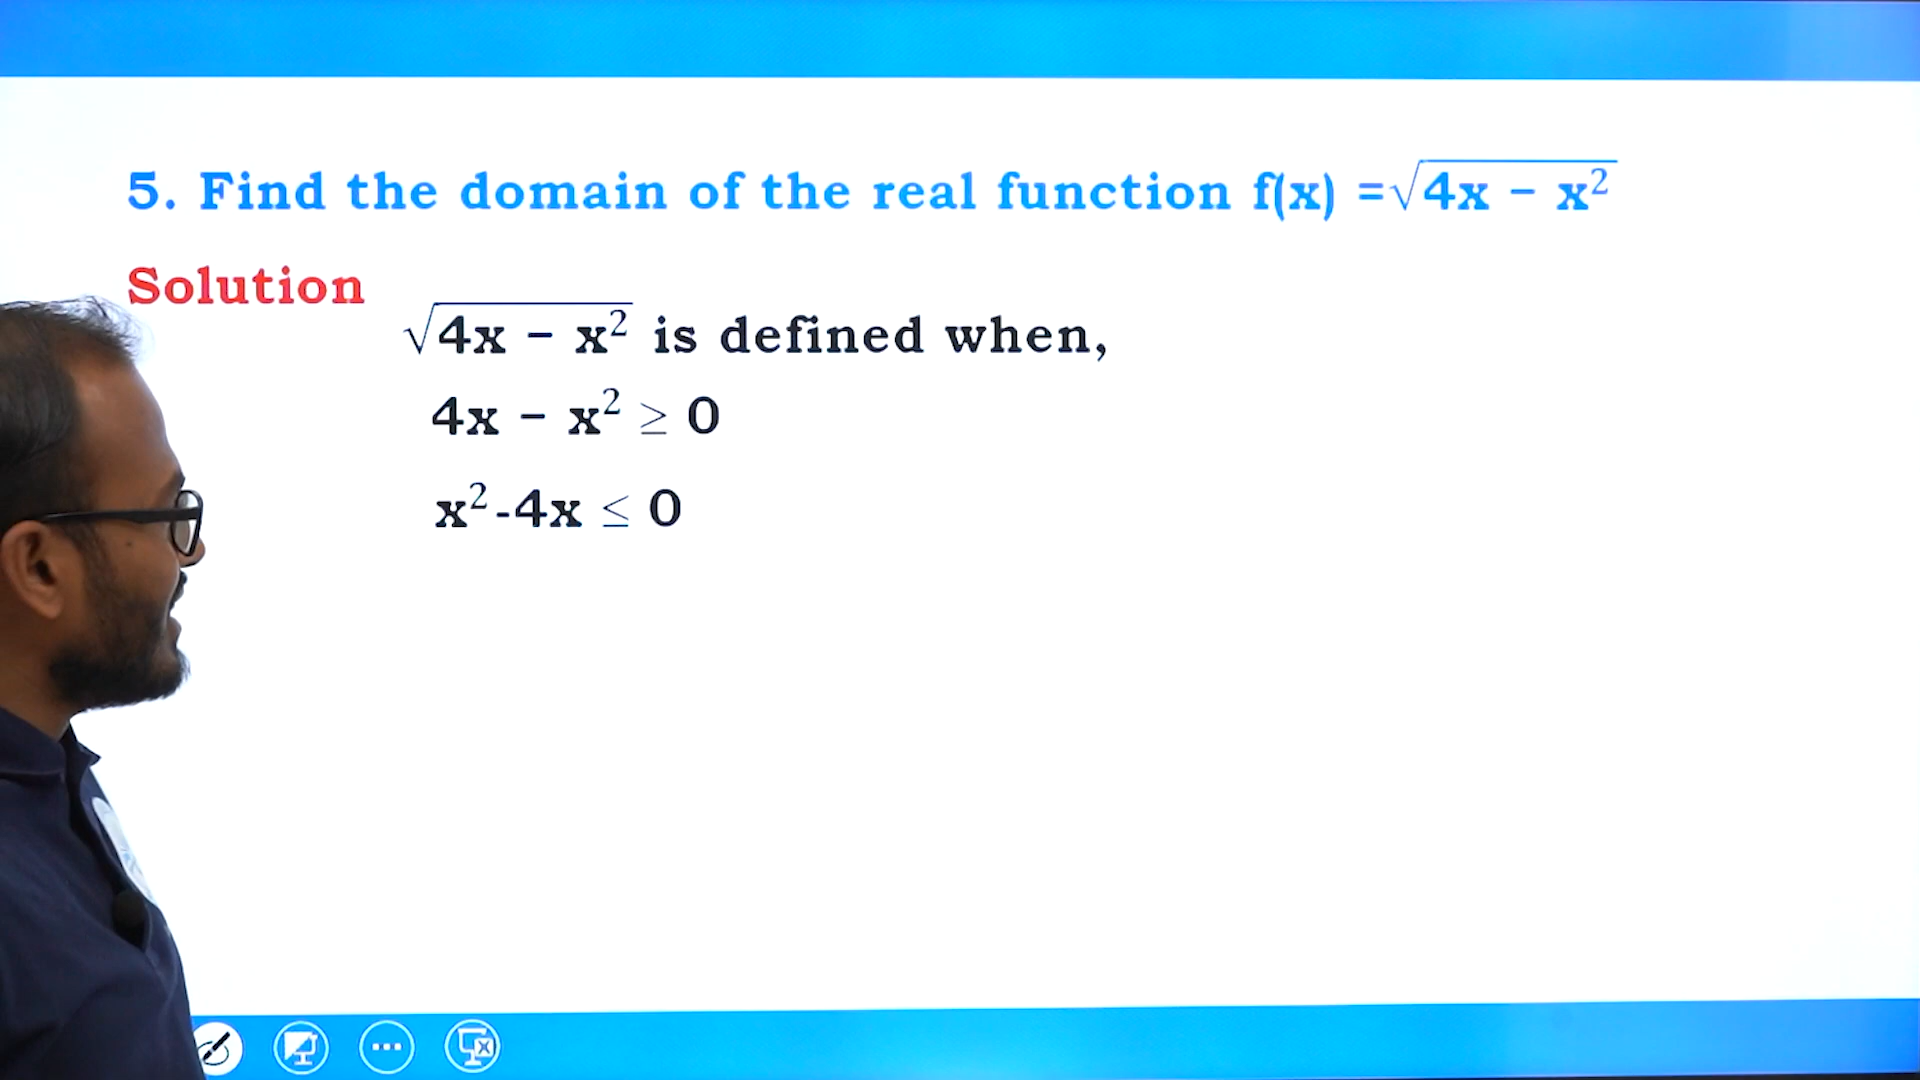 5. Find the domain of the real function f(x) =√4x − x²
Solution
√4x − x² is defined when,
4x − x² ≥ 0
x²-4x ≤ 0